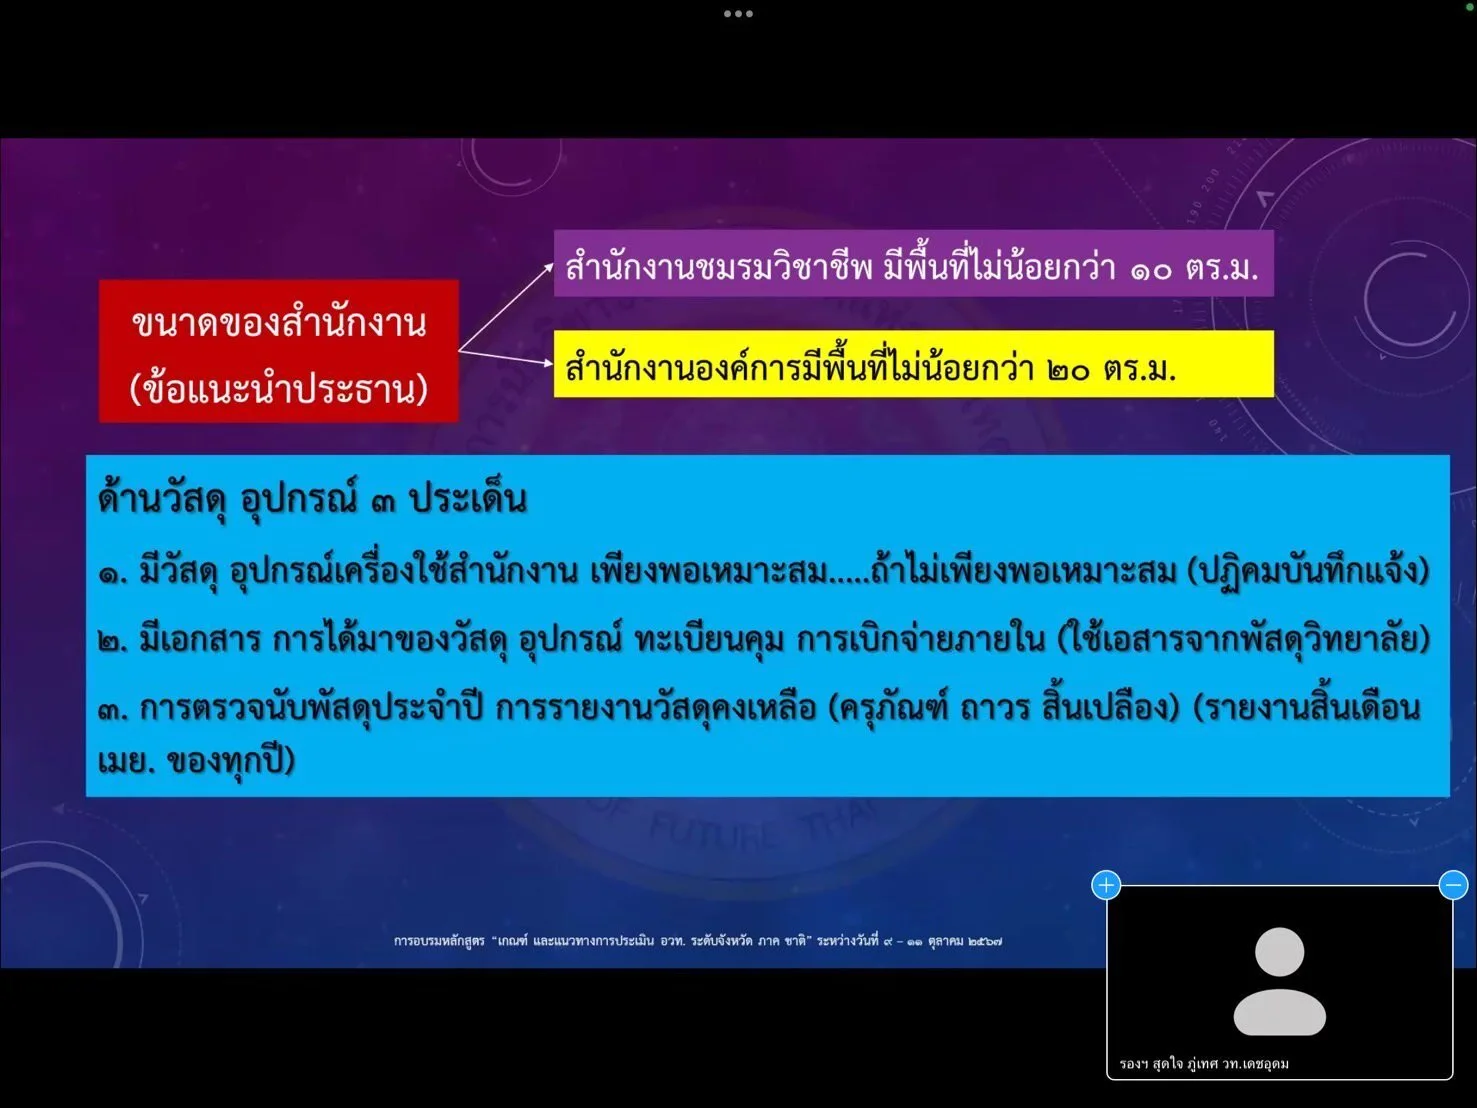 สำนักงานชมรมวิชาชีพ มีพื้นที่ไม่น้อยกว่า ๑๐ ตร.ม.
ขนาดของสำนักงาน
(ข้อแนะนำประธาน)
สำนักงานองค์การมีพื้นที่ไม่น้อยกว่า ๒๐ ตร.ม.
ด้านวัสดุ อุปกรณ์ ๓ ประเด็น
๑. มีวัสดุ อุปกรณ์เครื่องใช้สำนักงาน เพียงพอเหมาะสม.....ถ้าไม่เพียงพอเหมาะสม (ปฏิคมบันทึกแจ้ง)
๒. มีเอกสาร การได้มาของวัสดุ อุปกรณ์ ทะเบียนคุม การเบิกจ่ายภายใน (ใช้เอสารจากพัสดุวิทยาลัย)
๓. การตรวจนับพัสดุประจำปี การรายงานวัสดุคงเหลือ (ครุภัณฑ์ ถาวร สิ้นเปลือง) (รายงานสิ้นเดือน
เมย. ของทุกปี)
OF FUTURE THA
การอบรมหลักสูตร “เกณฑ์ และแนวทางการประเมิน อวท. ระดับจังหวัด ภาค ชาติ” ระหว่างวันที่ ๙ – ๑๑ ตุลาคม ๒๕๖๗
รองฯ สุดใจ ภู่เทศ วท.เดชอุดม